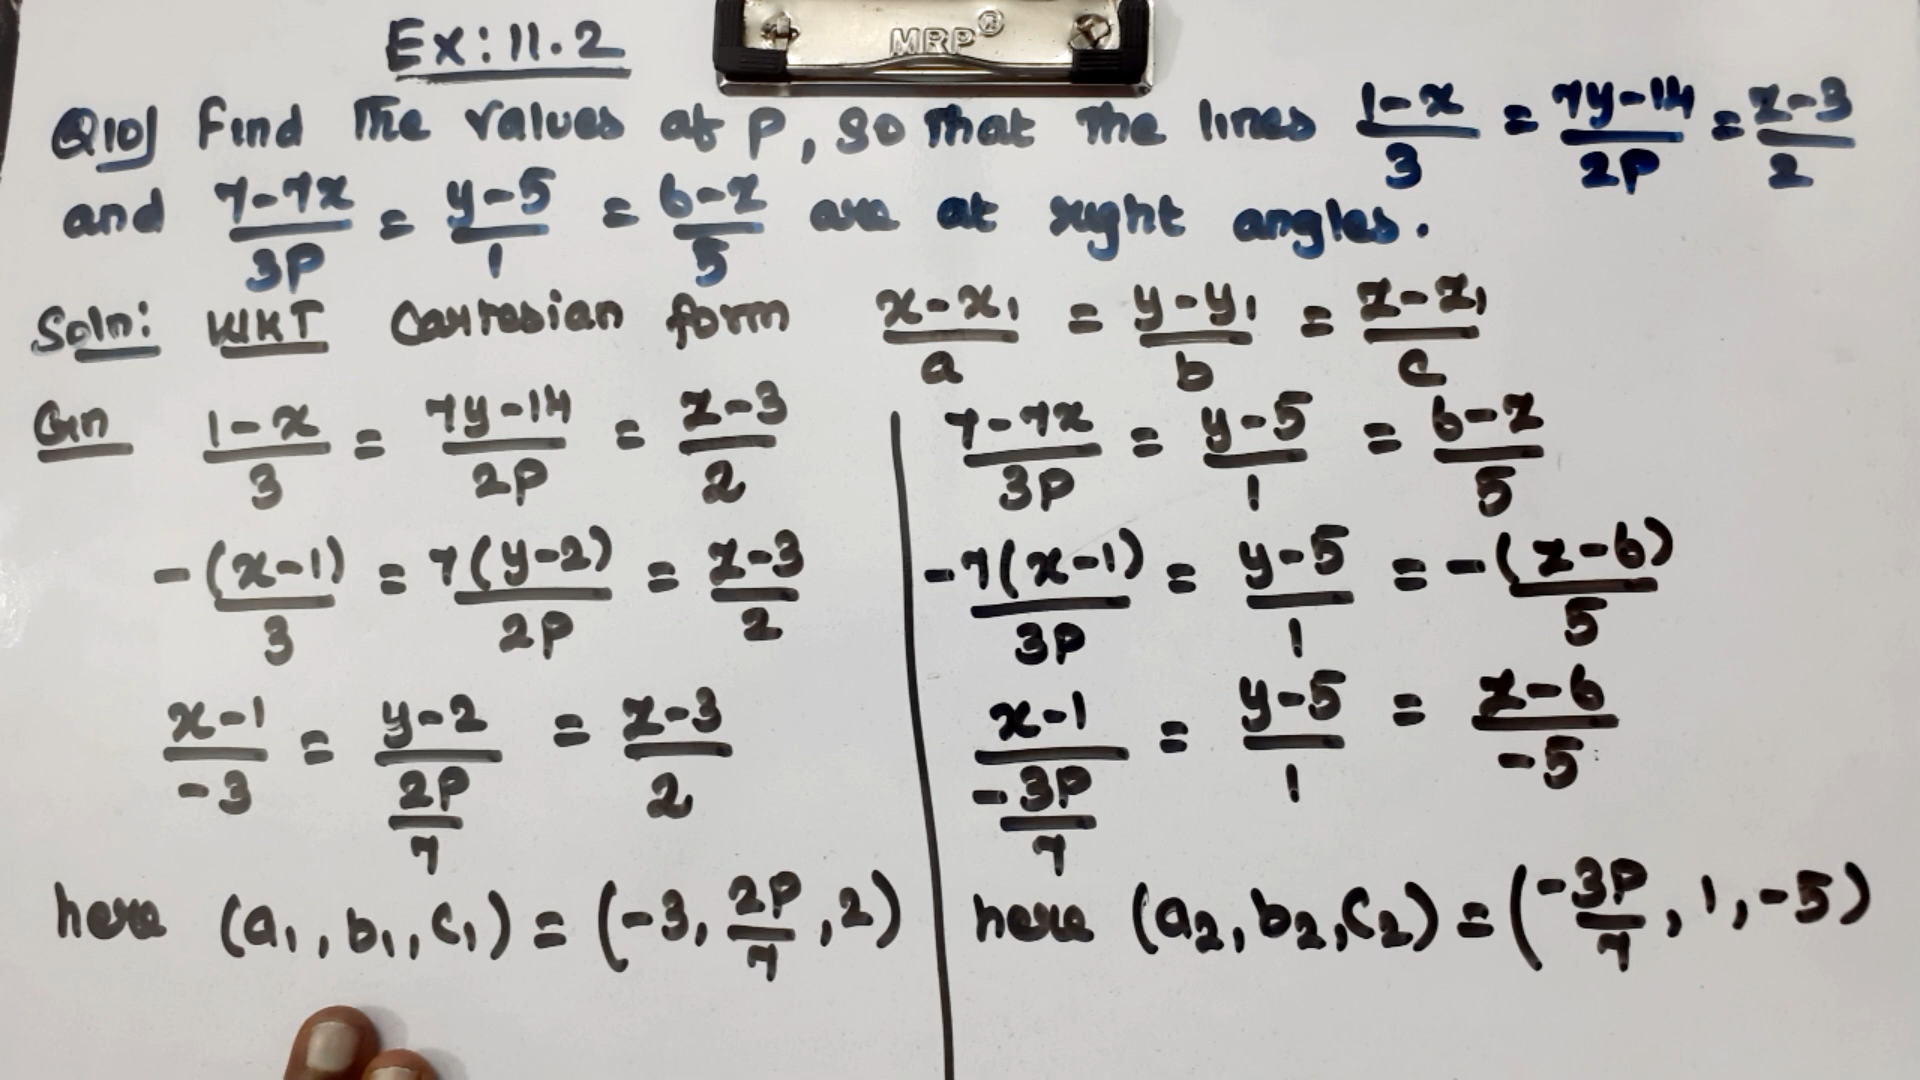 Ex: 11.2
MRP®
Q10) Find The values of P, so that the lines (1-x)/3 = (7y-14)/2P = (z-3)/2
and (7-7x)/3P = (y-5)/1 = (6-z)/5 are at right angles.
Soln: WKT Cartesian form (x-x₁)/a = (y-y₁)/b = (z-z₁)/c
Gn (1-x)/3 = (7y-14)/2P = (z-3)/2
-(x-1)/3 = 7(y-2)/2P = (z-3)/2
(x-1)/-3 = (y-2)/(2P/7) = (z-3)/2
here (a₁, b₁, c₁) = (-3, 2P/7, 2)
(7-7x)/3P = (y-5)/1 = (6-z)/5
-7(x-1)/3P = (y-5)/1 = -(z-6)/5
(x-1)/(-3P/7) = (y-5)/1 = (z-6)/-5
here (a₂, b₂, c₂) = (-3P/7, 1, -5)